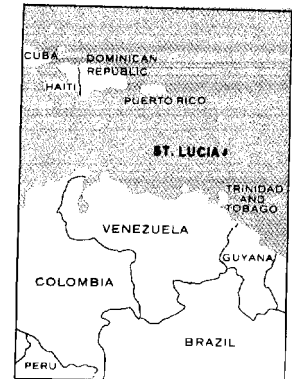 CUBA
DOMINICAN
REPUBLIC
HAITI
PUERTO RICO
ST. LUCIA
TRINIDAD
AND
TOBAGO
VENEZUELA
GUYANA
COLOMBIA
BRAZIL
PERU